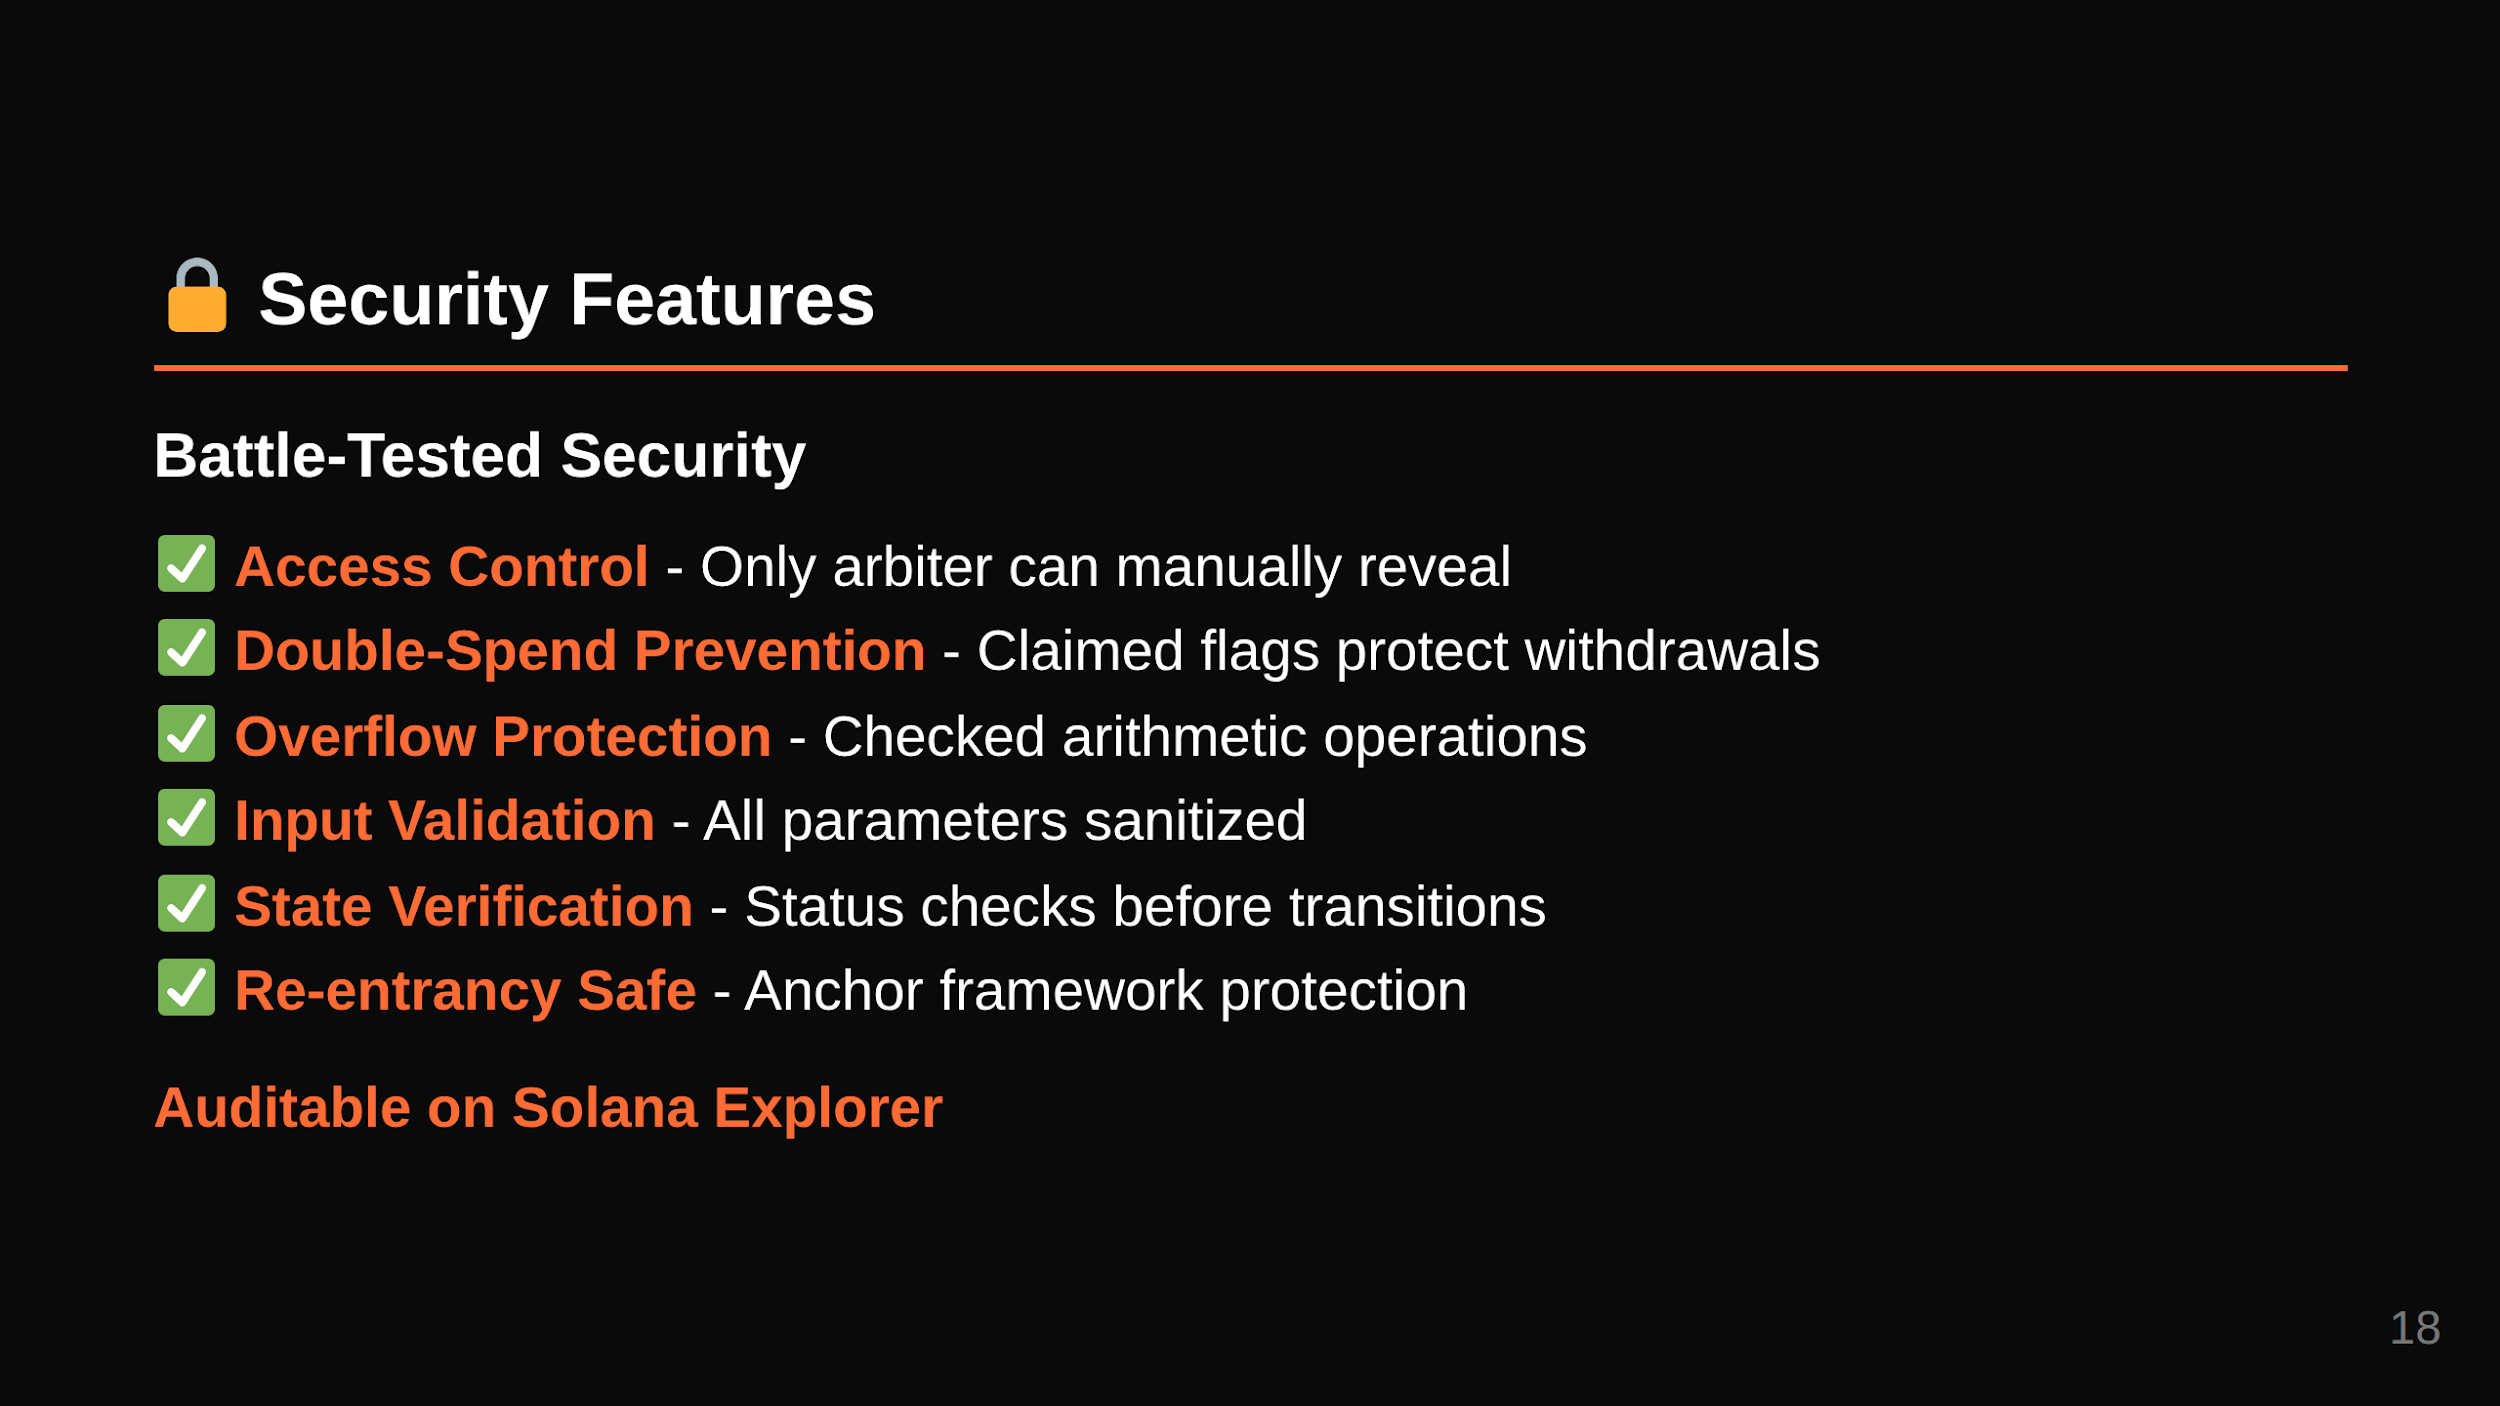 🔒 Security Features
Battle-Tested Security
✅ Access Control - Only arbiter can manually reveal
✅ Double-Spend Prevention - Claimed flags protect withdrawals
✅ Overflow Protection - Checked arithmetic operations
✅ Input Validation - All parameters sanitized
✅ State Verification - Status checks before transitions
✅ Re-entrancy Safe - Anchor framework protection
Auditable on Solana Explorer
18